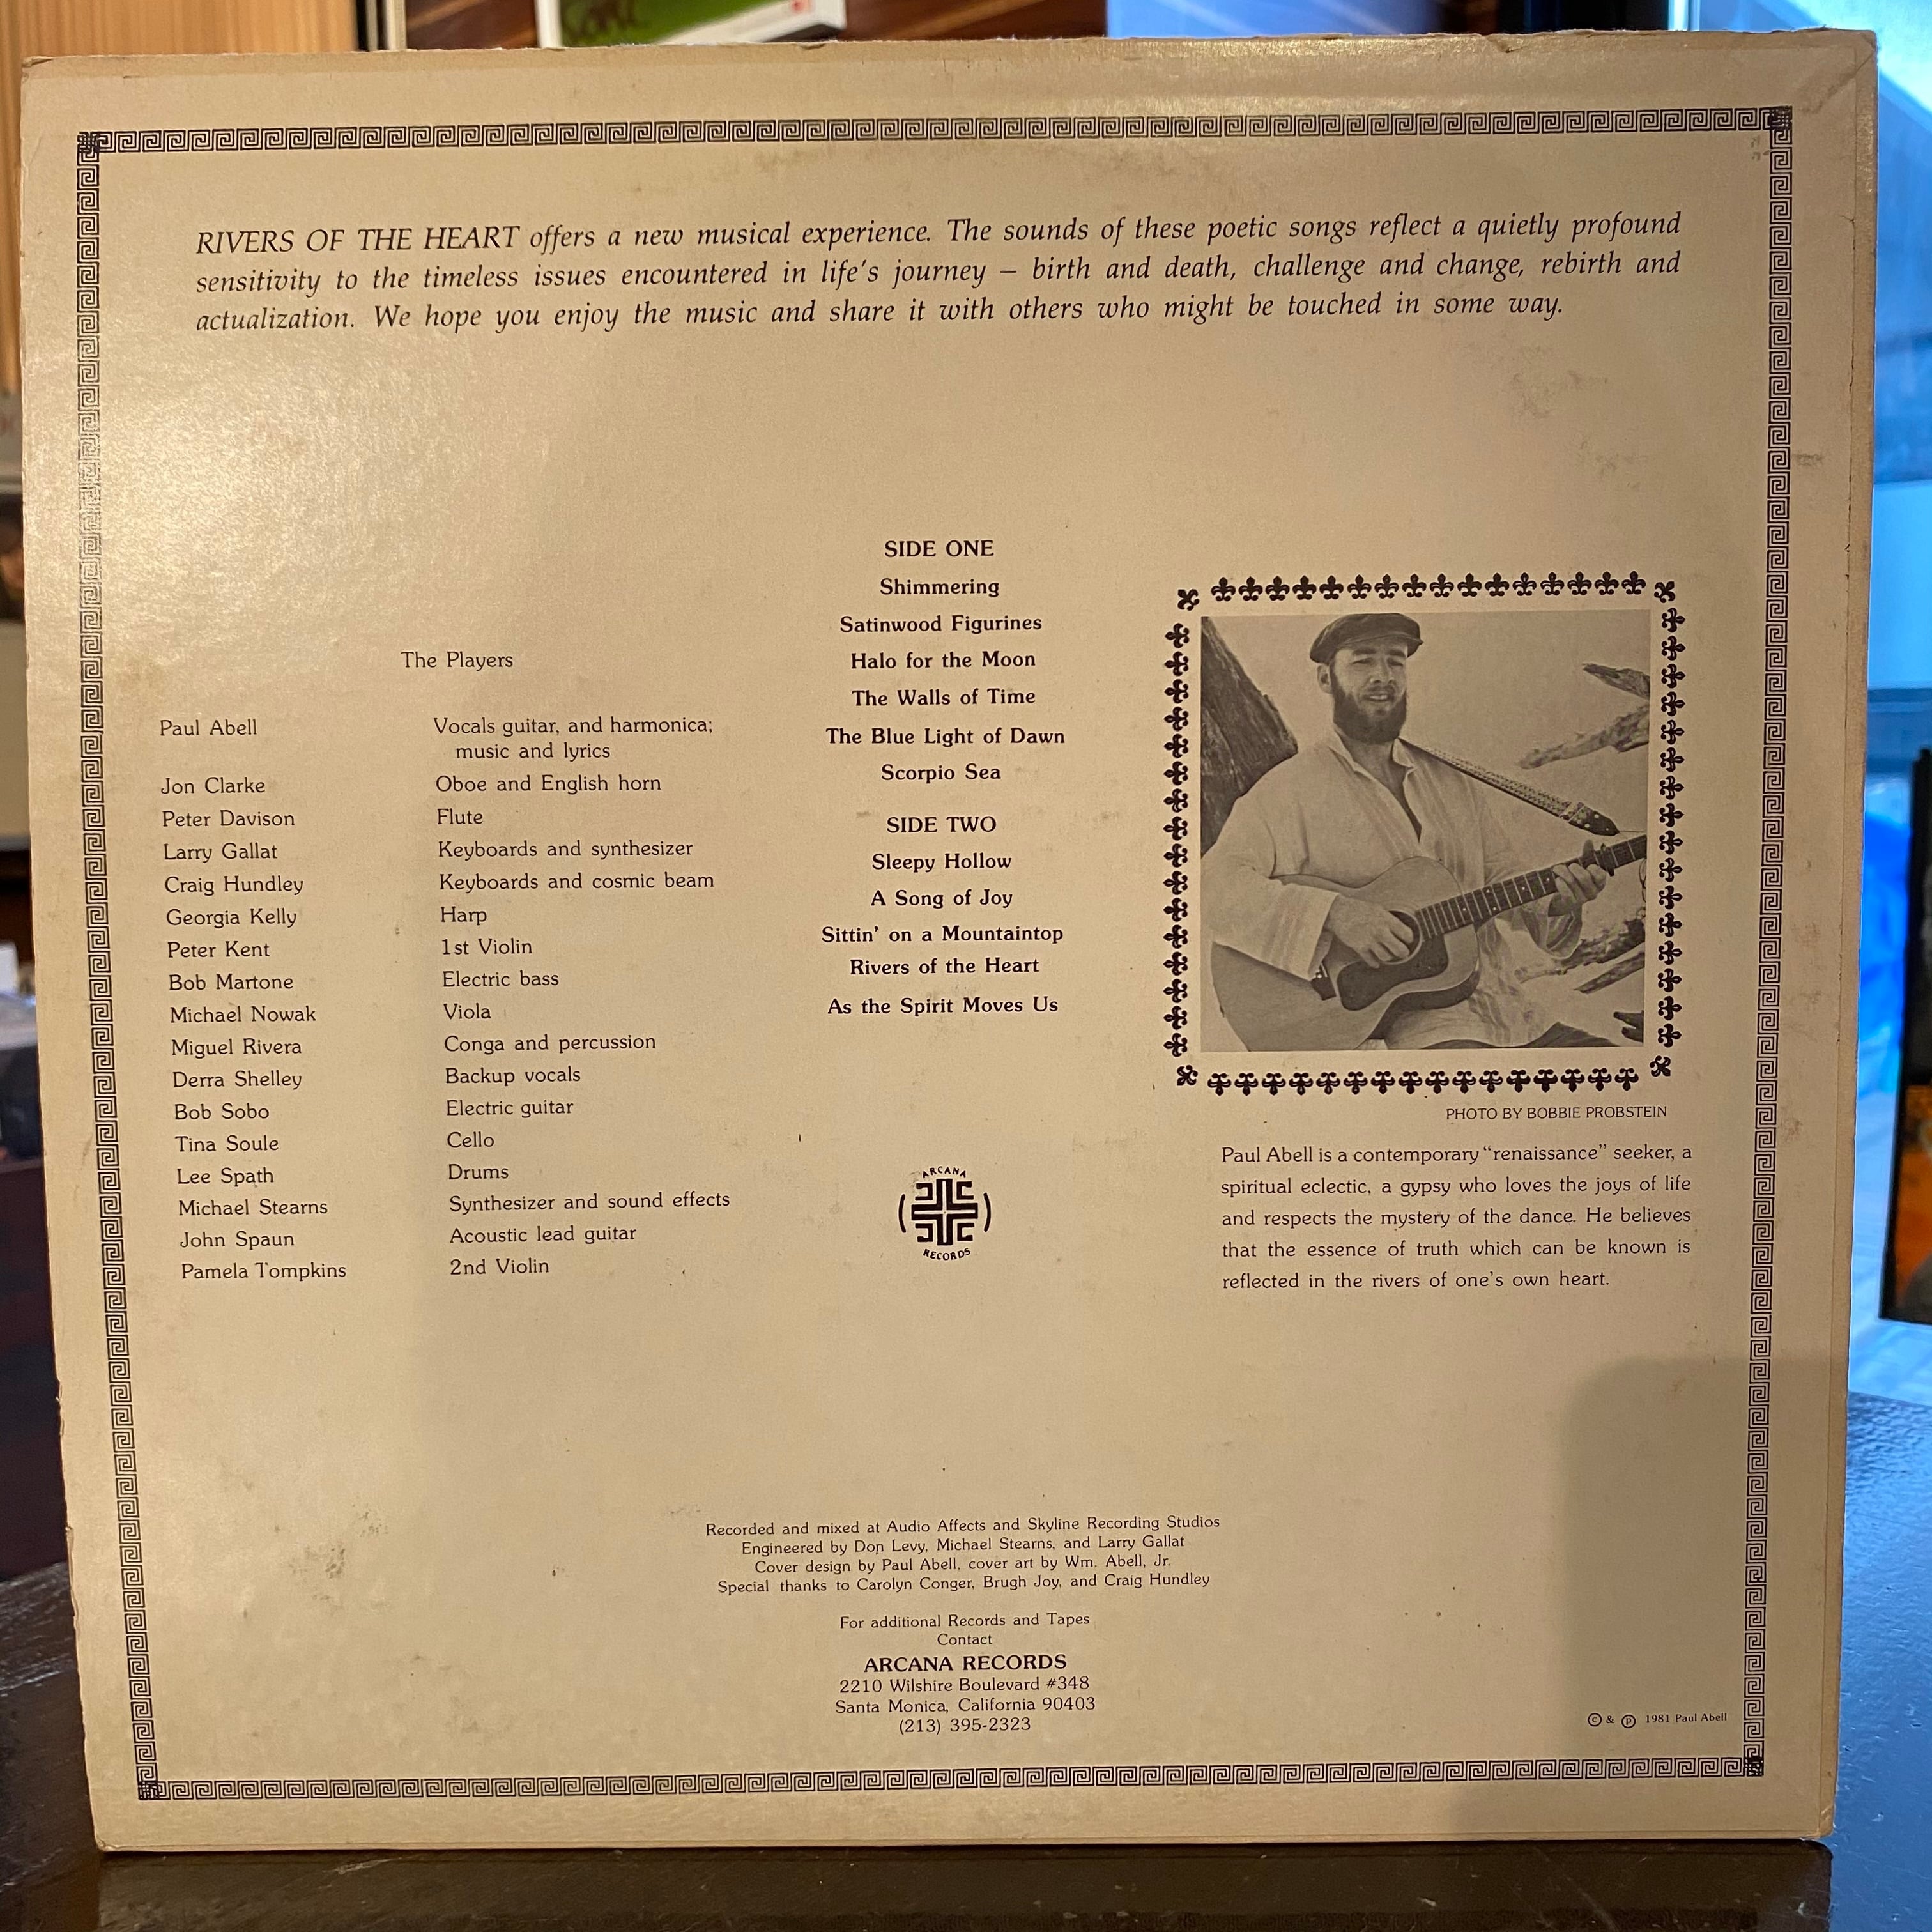 RIVERS OF THE HEART offers a new musical experience. The sounds of these poetic songs reflect a quietly profound
sensitivity to the timeless issues encountered in life's journey — birth and death, challenge and change, rebirth and
actualization. We hope you enjoy the music and share it with others who might be touched in some way.
The Players
Paul Abell Vocals guitar, and harmonica;
music and lyrics
Jon Clarke Oboe and English horn
Peter Davison Flute
Larry Gallat Keyboards and synthesizer
Craig Hundley Keyboards and cosmic beam
Georgia Kelly Harp
Peter Kent 1st Violin
Bob Martone Electric bass
Michael Nowak Viola
Miguel Rivera Conga and percussion
Derra Shelley Backup vocals
Bob Sobo Electric guitar
Tina Soule Cello
Lee Spath Drums
Michael Stearns Synthesizer and sound effects
John Spaun Acoustic lead guitar
Pamela Tompkins 2nd Violin
SIDE ONE
Shimmering
Satinwood Figurines
Halo for the Moon
The Walls of Time
The Blue Light of Dawn
Scorpio Sea
SIDE TWO
Sleepy Hollow
A Song of Joy
Sittin' on a Mountaintop
Rivers of the Heart
As the Spirit Moves Us
ARCANA
RECORDS
PHOTO BY BOBBIE PROBSTEIN
Paul Abell is a contemporary "renaissance" seeker, a
spiritual eclectic, a gypsy who loves the joys of life
and respects the mystery of the dance. He believes
that the essence of truth which can be known is
reflected in the rivers of one's own heart.
Recorded and mixed at Audio Affects and Skyline Recording Studios
Engineered by Don Levy, Michael Stearns, and Larry Gallat
Cover design by Paul Abell, cover art by Wm. Abell, Jr.
Special thanks to Carolyn Conger, Brugh Joy, and Craig Hundley
For additional Records and Tapes
Contact
ARCANA RECORDS
2210 Wilshire Boulevard #348
Santa Monica, California 90403
(213) 395-2323
© & ℗ 1981 Paul Abell